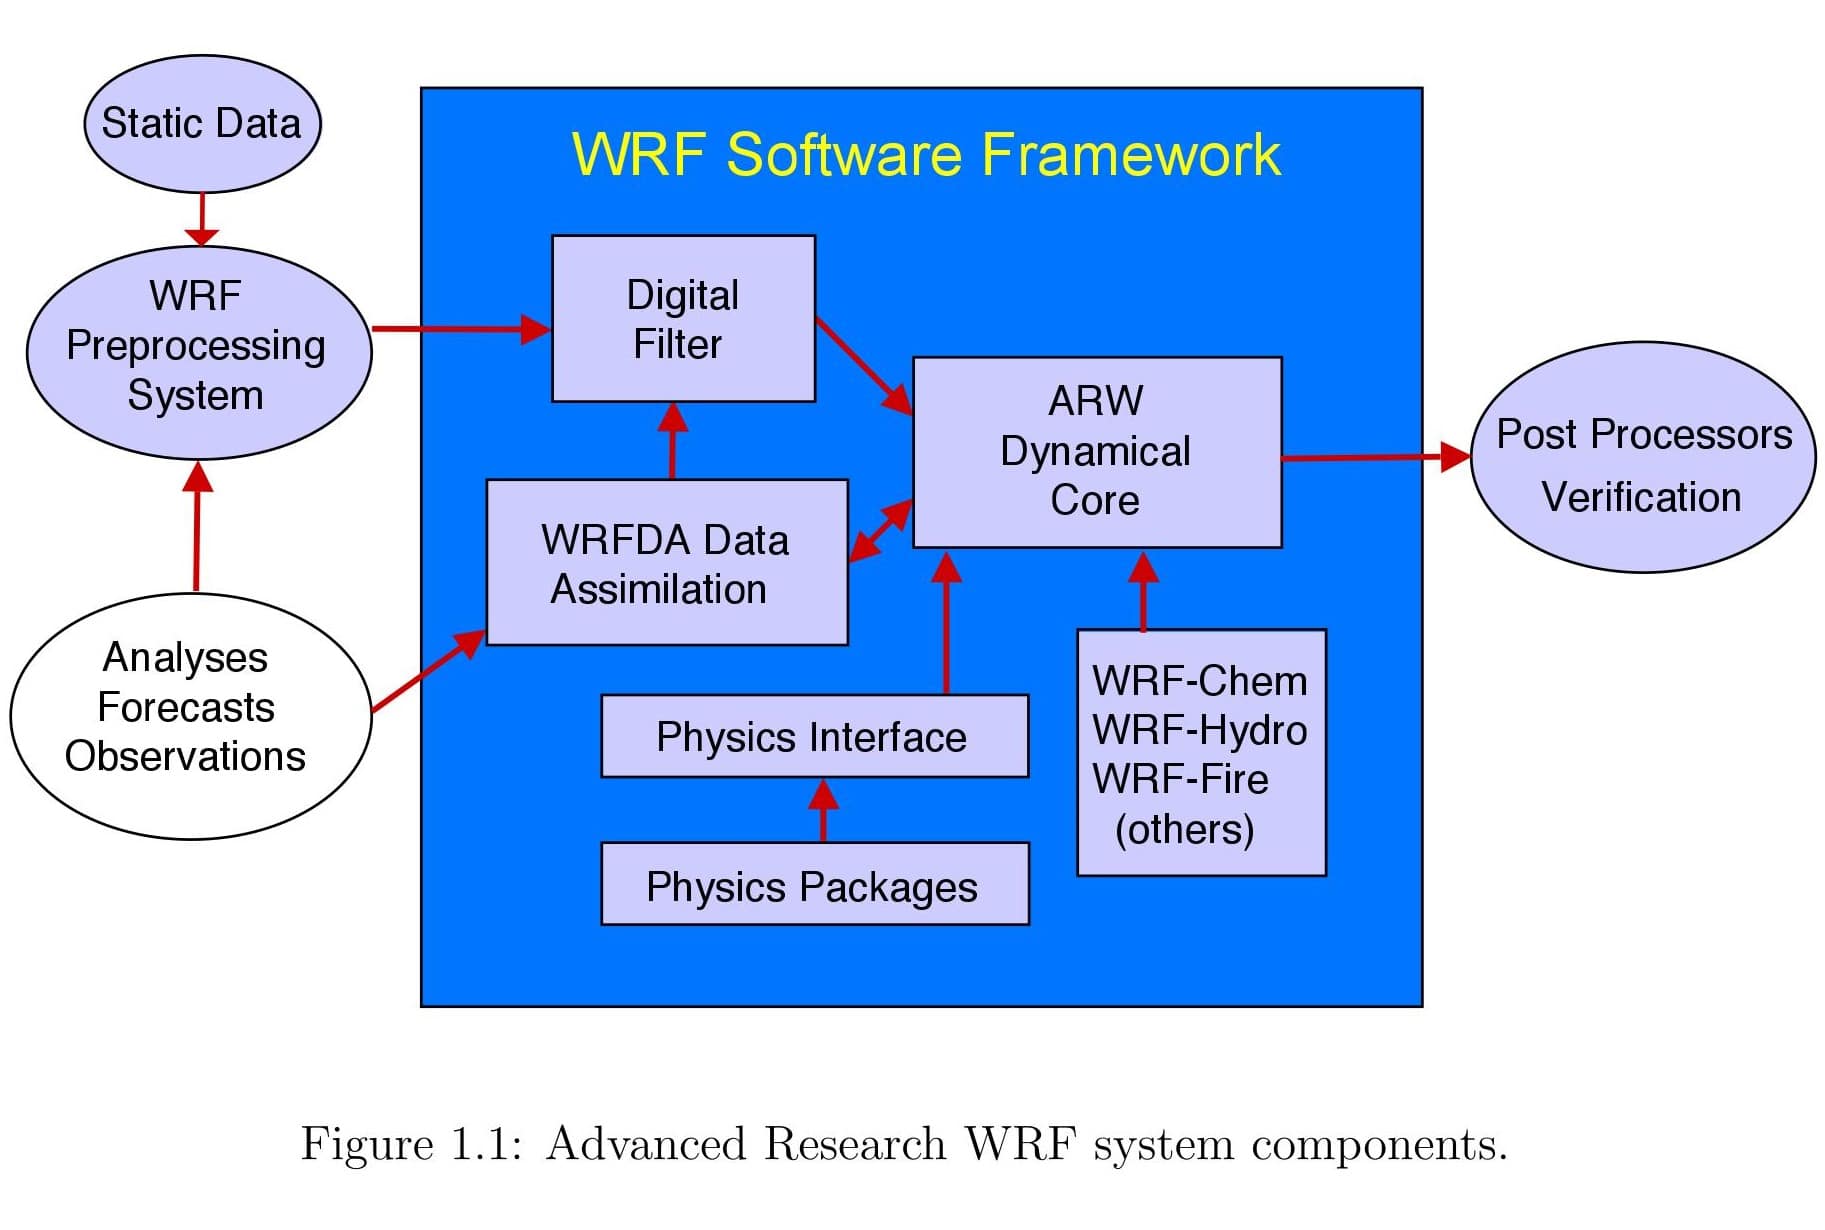 Static Data
WRF Software Framework
WRF
Preprocessing
System
Digital
Filter
ARW
Dynamical
Core
Post Processors
Verification
WRFDA Data
Assimilation
Analyses
Forecasts
Observations
Physics Interface
WRF-Chem
WRF-Hydro
WRF-Fire
(others)
Physics Packages
Figure 1.1: Advanced Research WRF system components.